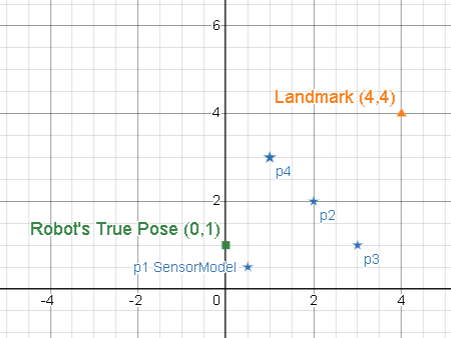 6
Landmark (4,4)
4
p4
2
p2
Robot's True Pose (0,1)
p3
p1 SensorModel
-4
-2
0
2
4